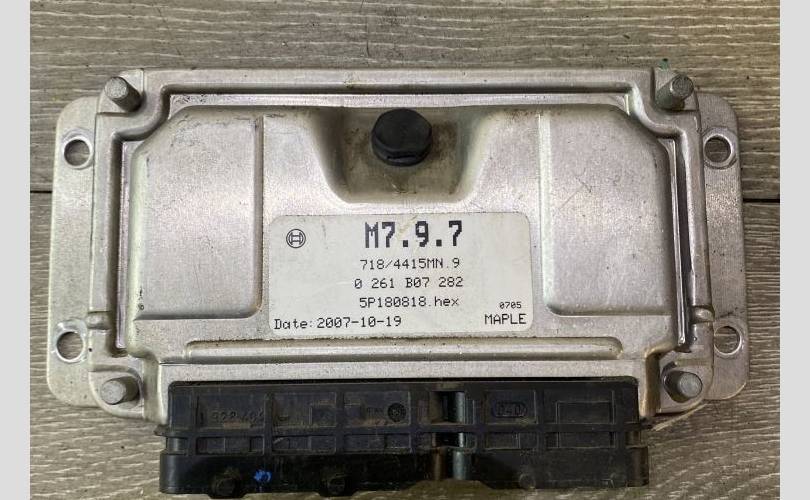 M7.9.7
718/4415MN.9
0 261 B07 282
5P180818.hex
0705
Date:2007-10-19 MAPLE